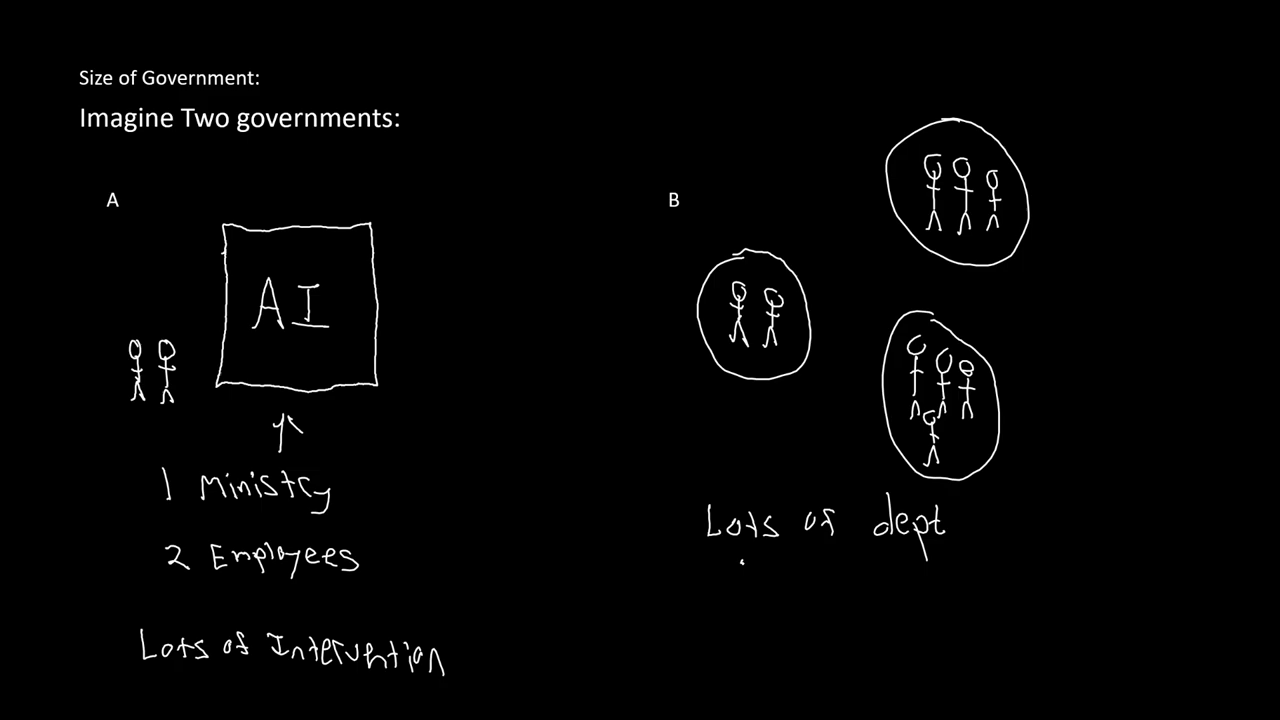 Size of Government:
Imagine Two governments:
A
B
AI
1 Ministry
2 Employees
Lots of Intervention
Lots of dept